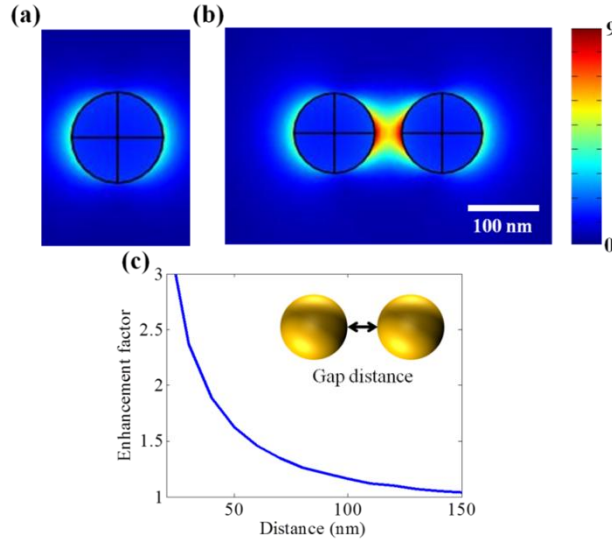 (a)
(b)
9
100 nm
0
(c)
3
2.5
2
1.5
1
Enhancement factor
Gap distance
50
100
150
Distance (nm)